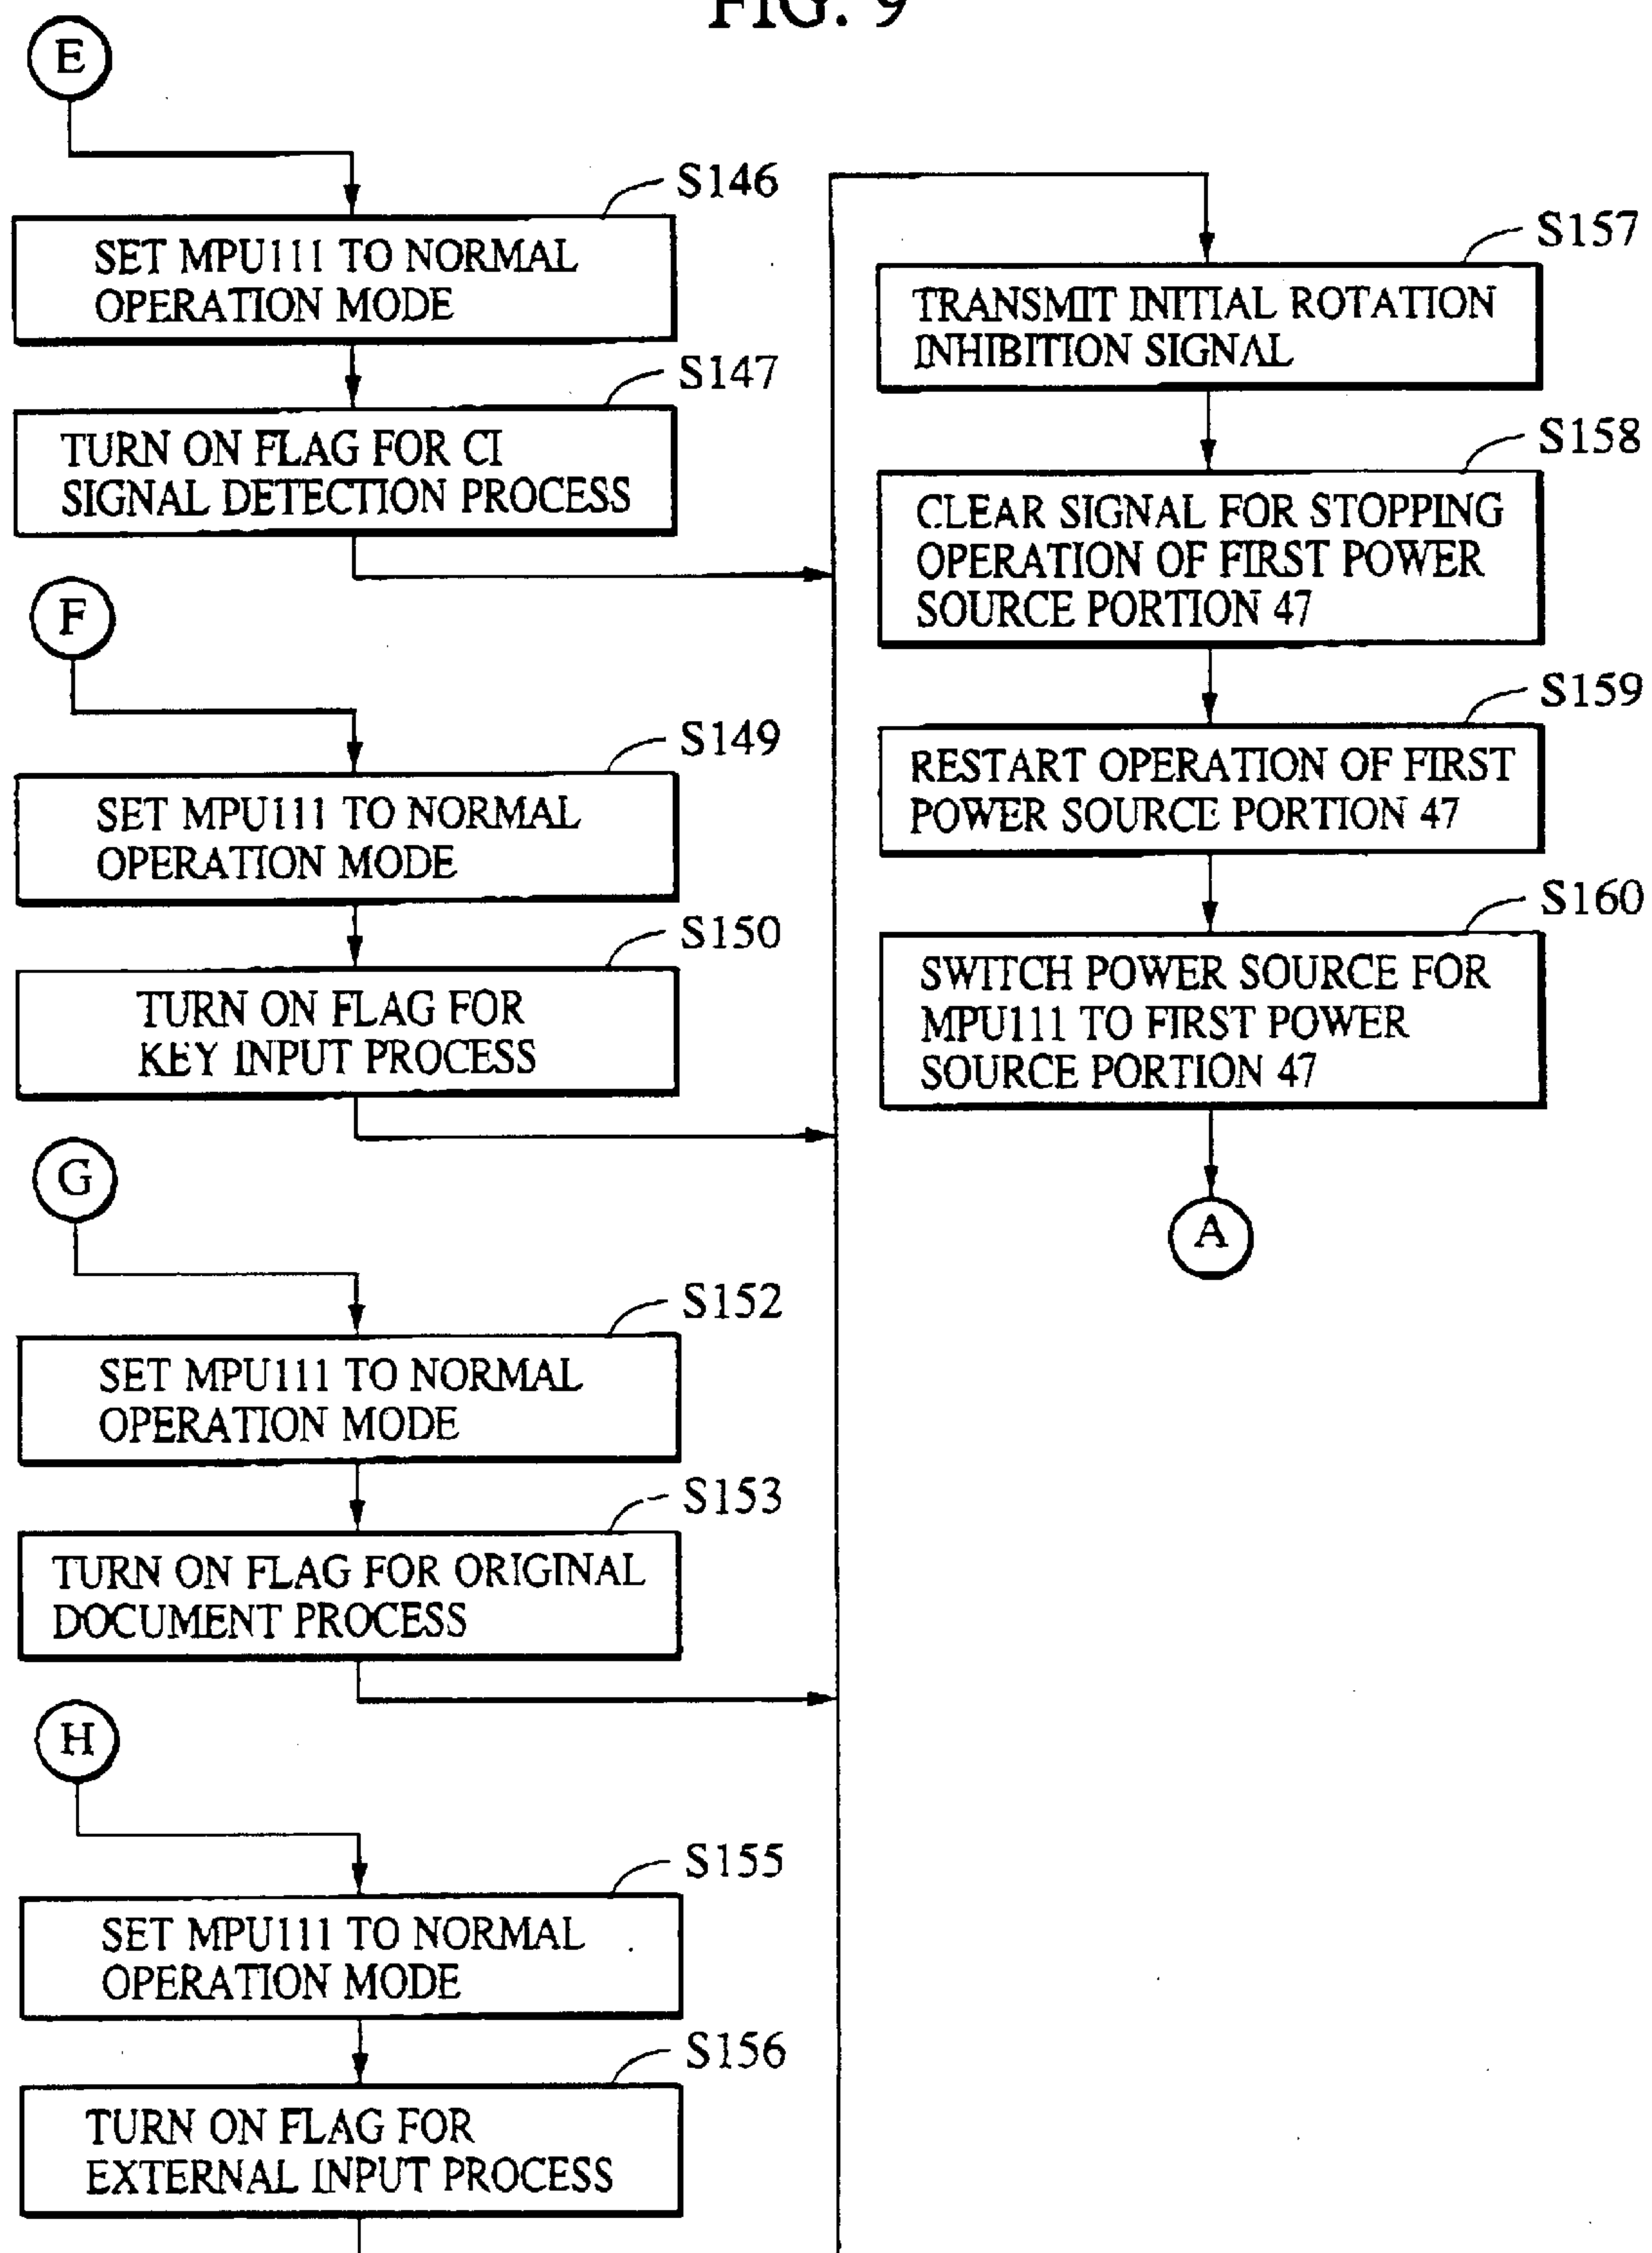 FIG. 9
E
S146
SET MPU111 TO NORMAL
OPERATION MODE
S147
TURN ON FLAG FOR CI
SIGNAL DETECTION PROCESS
F
S149
SET MPU111 TO NORMAL
OPERATION MODE
S150
TURN ON FLAG FOR
KEY INPUT PROCESS
G
S152
SET MPU111 TO NORMAL
OPERATION MODE
S153
TURN ON FLAG FOR ORIGINAL
DOCUMENT PROCESS
H
S155
SET MPU111 TO NORMAL
OPERATION MODE
S156
TURN ON FLAG FOR
EXTERNAL INPUT PROCESS
S157
TRANSMIT INITIAL ROTATION
INHIBITION SIGNAL
S158
CLEAR SIGNAL FOR STOPPING
OPERATION OF FIRST POWER
SOURCE PORTION 47
S159
RESTART OPERATION OF FIRST
POWER SOURCE PORTION 47
S160
SWITCH POWER SOURCE FOR
MPU111 TO FIRST POWER
SOURCE PORTION 47
A